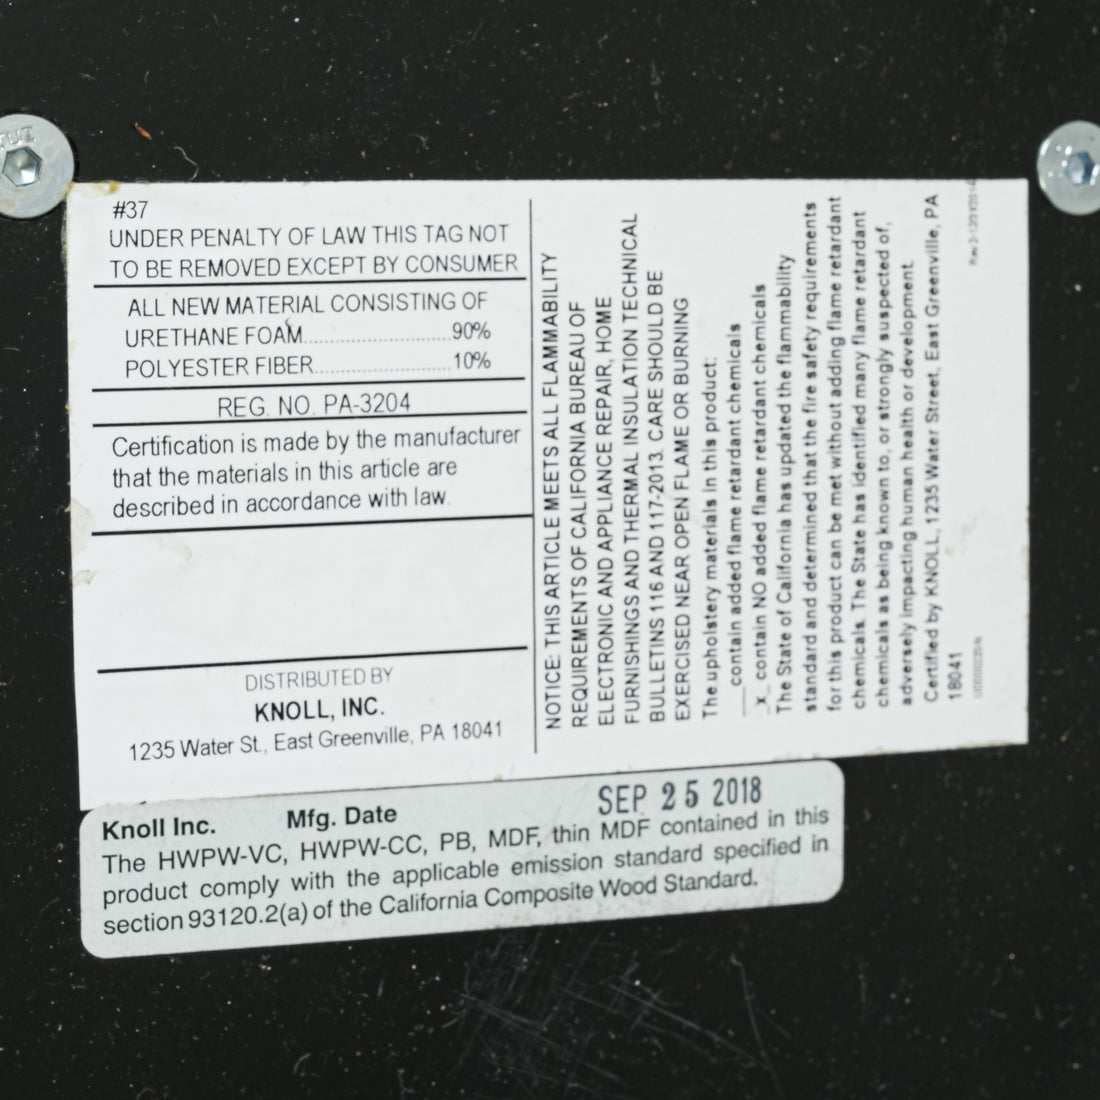 #37
UNDER PENALTY OF LAW THIS TAG NOT
TO BE REMOVED EXCEPT BY CONSUMER
ALL NEW MATERIAL CONSISTING OF
URETHANE FOAM..............................90%
POLYESTER FIBER............................10%
REG. NO. PA-3204
Certification is made by the manufacturer
that the materials in this article are
described in accordance with law.
DISTRIBUTED BY
KNOLL, INC.
1235 Water St., East Greenville, PA 18041
NOTICE: THIS ARTICLE MEETS ALL FLAMMABILITY
REQUIREMENTS OF CALIFORNIA BUREAU OF
ELECTRONIC AND APPLIANCE REPAIR, HOME
FURNISHINGS AND THERMAL INSULATION TECHNICAL
BULLETINS 116 AND 117-2013. CARE SHOULD BE
EXERCISED NEAR OPEN FLAME OR BURNING
The upholstery materials in this product:
___contain added flame retardant chemicals
_x_ contain NO added flame retardant chemicals
The State of California has updated the flammability
standard and determined that the fire safety requirements
for this product can be met without adding flame retardant
chemicals. The State has identified many flame retardant
chemicals as being known to, or strongly suspected of,
adversely impacting human health or development.
Certified by KNOLL, 1235 Water Street, East Greenville, PA
18041
Knoll Inc. Mfg. Date SEP 25 2018
The HWPW-VC, HWPW-CC, PB, MDF, thin MDF contained in this
product comply with the applicable emission standard specified in
section 93120.2(a) of the California Composite Wood Standard.